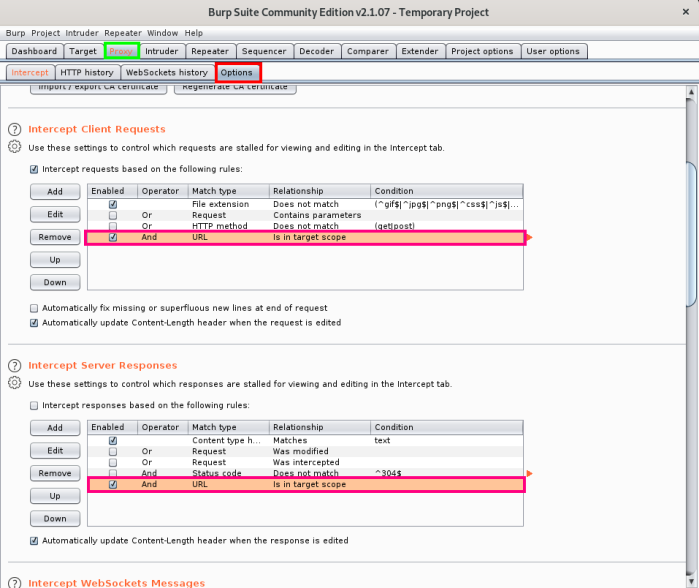 Burp Suite Community Edition v2.1.07 - Temporary Project
Burp Project Intruder Repeater Window Help
Dashboard Target Proxy Intruder Repeater Sequencer Decoder Comparer Extender Project options User options
Intercept HTTP history WebSockets history Options
Import / export CA certificate Regenerate CA certificate
Intercept Client Requests
Use these settings to control which requests are stalled for viewing and editing in the Intercept tab.
Intercept requests based on the following rules:
Add Enabled Operator Match type Relationship Condition
File extension Does not match (^gif$|^jpg$|^png$|^css$|^js$|...
Edit Or Request Contains parameters
Or HTTP method Does not match (get|post)
Remove And URL Is in target scope
Up
Down
Automatically fix missing or superfluous new lines at end of request
Automatically update Content-Length header when the request is edited
Intercept Server Responses
Use these settings to control which responses are stalled for viewing and editing in the Intercept tab.
Intercept responses based on the following rules:
Add Enabled Operator Match type Relationship Condition
Content type h... Matches text
Edit Or Request Was modified
Or Request Was intercepted
Remove And Status code Does not match ^304$
And URL Is in target scope
Up
Down
Automatically update Content-Length header when the response is edited
Intercept WebSockets Messages